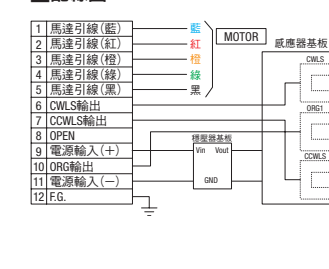 1 馬達引線(藍) 藍
2 馬達引線(紅) 紅
3 馬達引線(橙) 橙
4 馬達引線(綠) 綠
5 馬達引線(黑) 黑
6 CWLS輸出
7 CCWLS輸出
8 OPEN
9 電源輸入(＋)
10 ORG輸出
11 電源輸入(－)
12 F.G.
MOTOR
穩壓器基板
Vin Vout
GND
感應器基板
CWLS
ORG1
CCWLS